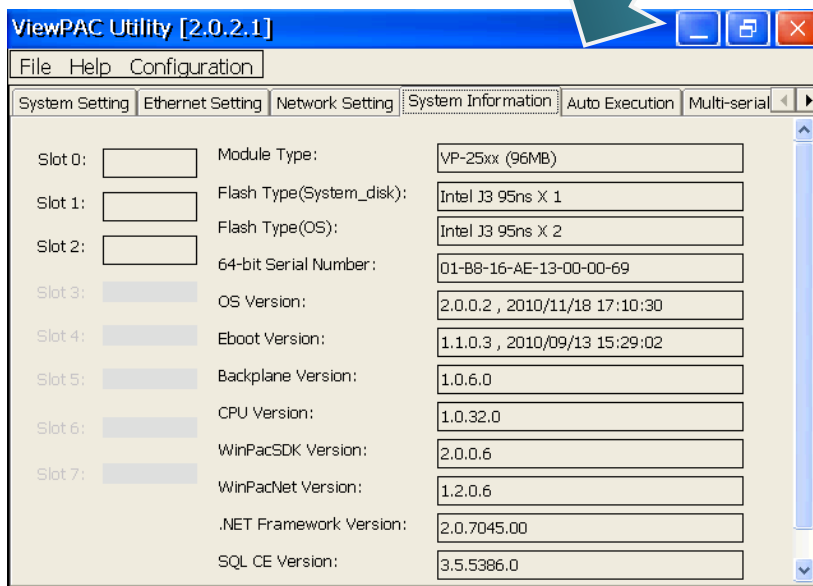 ViewPAC Utility [2.0.2.1]
File Help Configuration
System Setting Ethernet Setting Network Setting System Information Auto Execution Multi-serial
Slot 0:
Slot 1:
Slot 2:
Slot 3:
Slot 4:
Slot 5:
Slot 6:
Slot 7:
Module Type: VP-25xx (96MB)
Flash Type(System_disk): Intel J3 95ns X 1
Flash Type(OS): Intel J3 95ns X 2
64-bit Serial Number: 01-B8-16-AE-13-00-00-69
OS Version: 2.0.0.2 , 2010/11/18 17:10:30
Eboot Version: 1.1.0.3 , 2010/09/13 15:29:02
Backplane Version: 1.0.6.0
CPU Version: 1.0.32.0
WinPacSDK Version: 2.0.0.6
WinPacNet Version: 1.2.0.6
.NET Framework Version: 2.0.7045.00
SQL CE Version: 3.5.5386.0